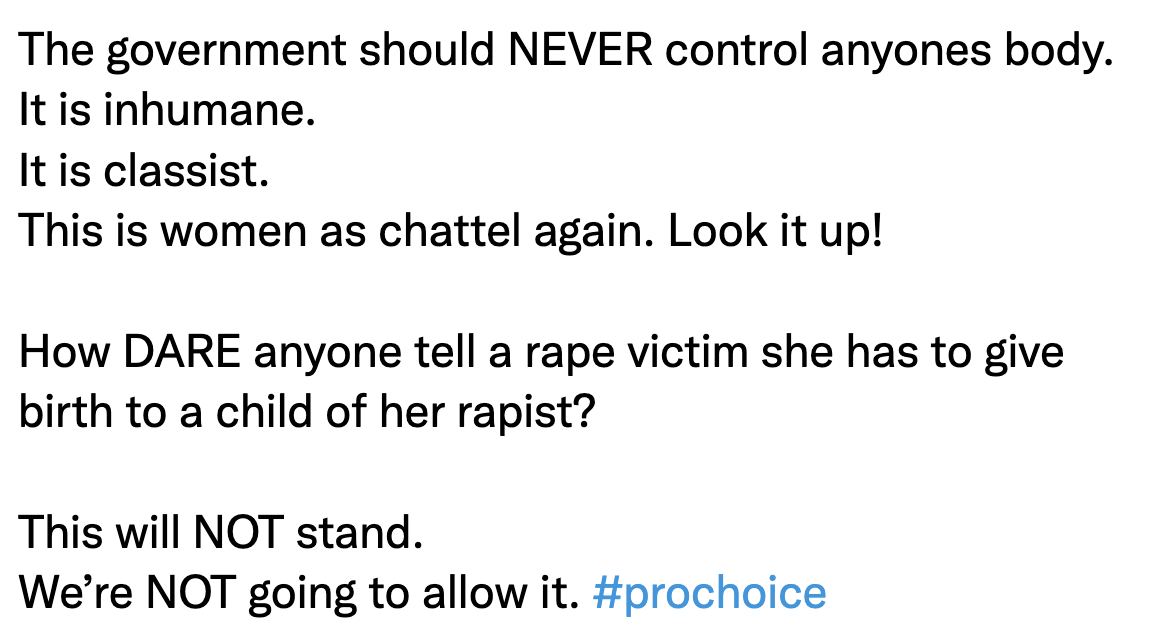 The government should NEVER control anyones body.
It is inhumane.
It is classist.
This is women as chattel again. Look it up!
How DARE anyone tell a rape victim she has to give
birth to a child of her rapist?
This will NOT stand.
We’re NOT going to allow it. #prochoice